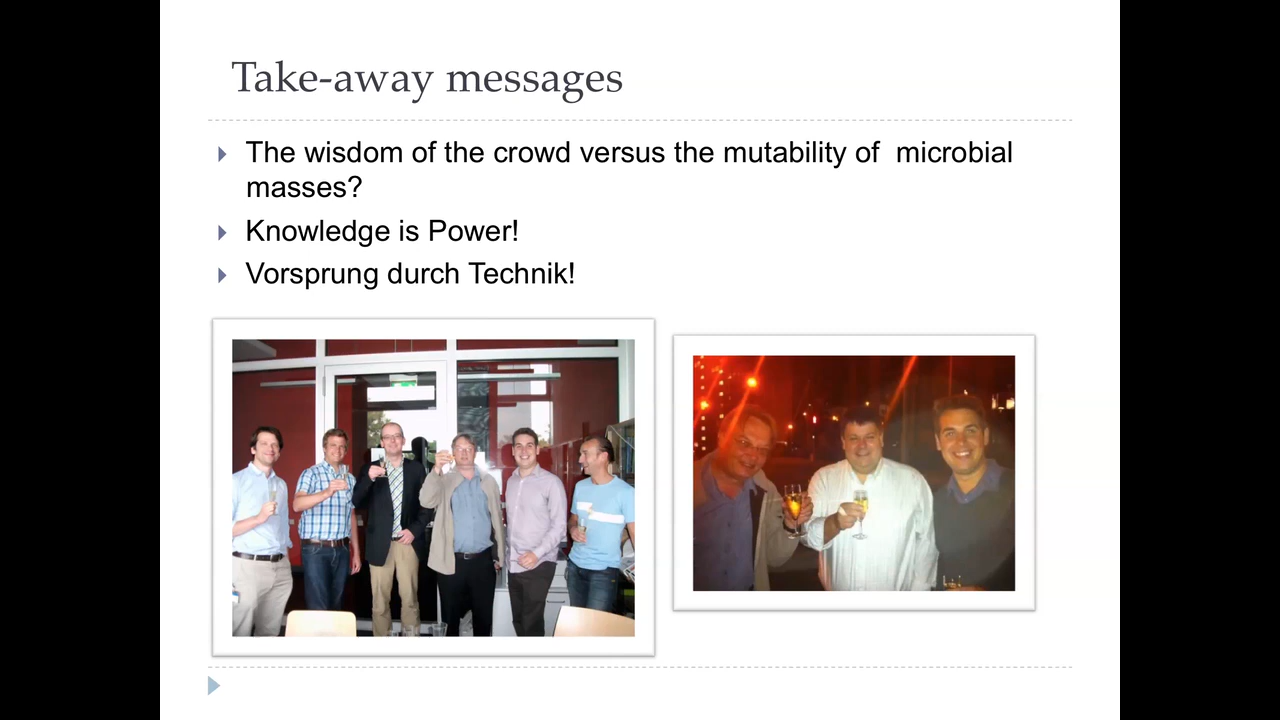 Take-away messages
The wisdom of the crowd versus the mutability of microbial
masses?
Knowledge is Power!
Vorsprung durch Technik!